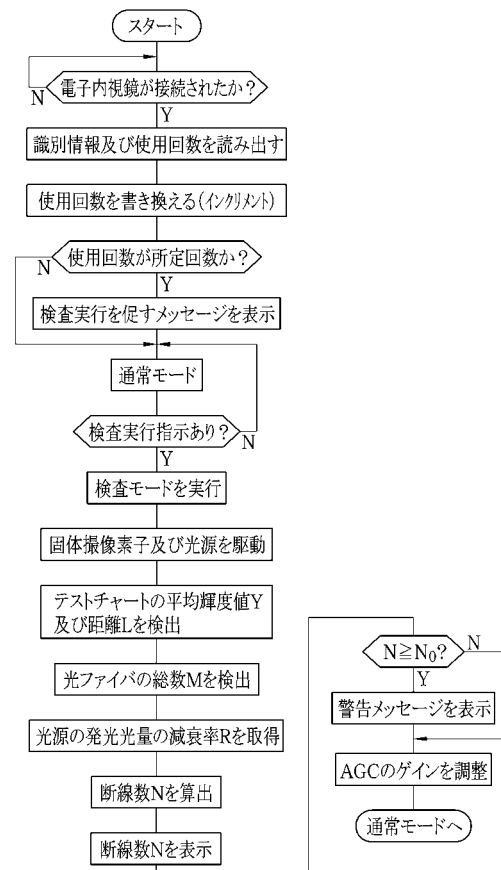 スタート
電子内視鏡が接続されたか?
N
Y
識別情報及び使用回数を読み出す
使用回数を書き換える(インクリメント)
使用回数が所定回数か?
N
Y
検査実行を促すメッセージを表示
通常モード
検査実行指示あり?
N
Y
検査モードを実行
固体撮像素子及び光源を駆動
テストチャートの平均輝度値Y
及び距離Lを検出
光ファイバの総数Mを検出
光源の発光光量の減衰率Rを取得
断線数Nを算出
断線数Nを表示
N≧N0?
N
Y
警告メッセージを表示
AGCのゲインを調整
通常モードへ